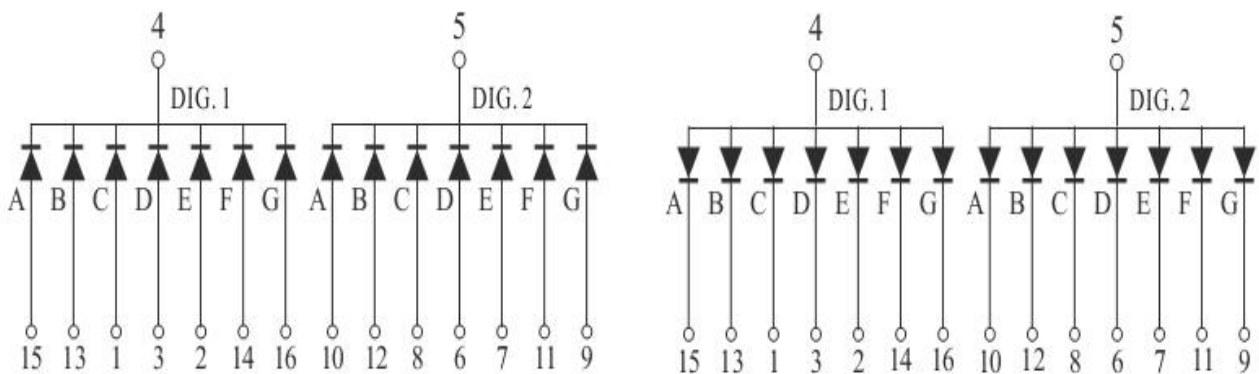 4 5 4 5
DIG. 1 DIG. 2 DIG. 1 DIG. 2
A B C D E F G A B C D E F G A B C D E F G A B C D E F G
15 13 1 3 2 14 16 10 12 8 6 7 11 9 15 13 1 3 2 14 16 10 12 8 6 7 11 9